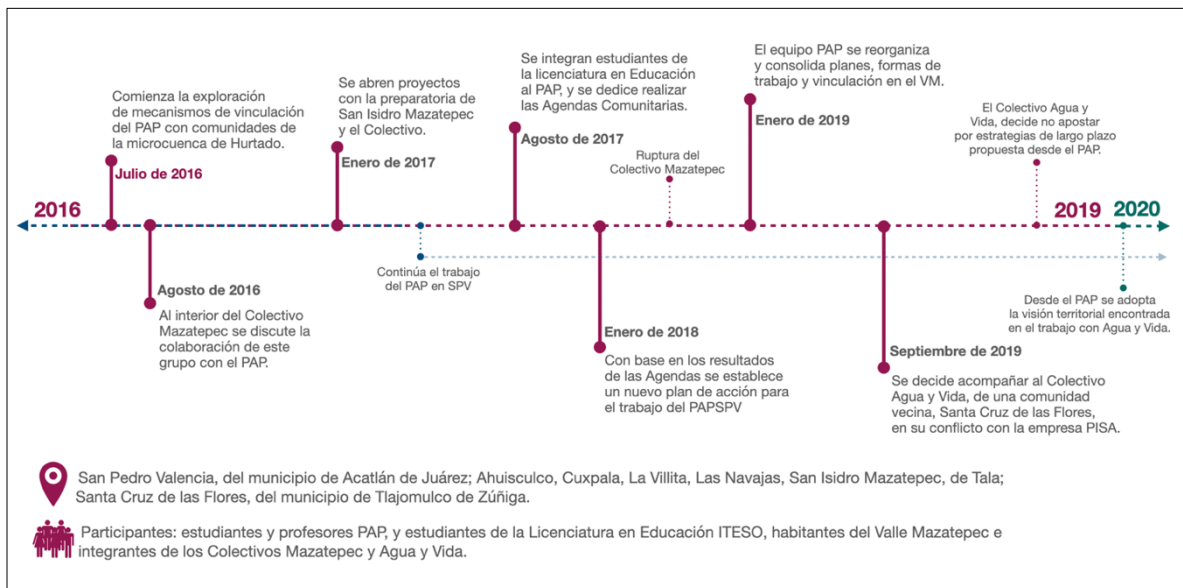 Comienza la exploración
de mecanismos de vinculación
del PAP con comunidades de
la microcuenca de Hurtado.
Julio de 2016
Se abren proyectos
con la preparatoria de
San Isidro Mazatepec
y el Colectivo.
Enero de 2017
Se integran estudiantes de
la licenciatura en Educación
al PAP, y se dedice realizar
las Agendas Comunitarias.
Agosto de 2017
Ruptura del
Colectivo Mazatepec
El equipo PAP se reorganiza
y consolida planes, formas de
trabajo y vinculación en el VM.
Enero de 2019
El Colectivo Agua y
Vida, decide no apostar
por estrategias de largo plazo
propuesta desde el PAP.
2016
2019
2020
Agosto de 2016
Al interior del Colectivo
Mazatepec se discute la
colaboración de este
grupo con el PAP.
Continúa el trabajo
del PAP en SPV
Enero de 2018
Con base en los resultados
de las Agendas se establece
un nuevo plan de acción para
el trabajo del PAPSPV
Septiembre de 2019
Se decide acompañar al Colectivo
Agua y Vida, de una comunidad
vecina, Santa Cruz de las Flores,
en su conflicto con la empresa PISA.
Desde el PAP se adopta
la visión territorial encontrada
en el trabajo con Agua y Vida.
San Pedro Valencia, del municipio de Acatlán de Juárez; Ahuisculco, Cuxpala, La Villita, Las Navajas, San Isidro Mazatepec, de Tala;
Santa Cruz de las Flores, del municipio de Tlajomulco de Zúñiga.
Participantes: estudiantes y profesores PAP, y estudiantes de la Licenciatura en Educación ITESO, habitantes del Valle Mazatepec e
integrantes de los Colectivos Mazatepec y Agua y Vida.